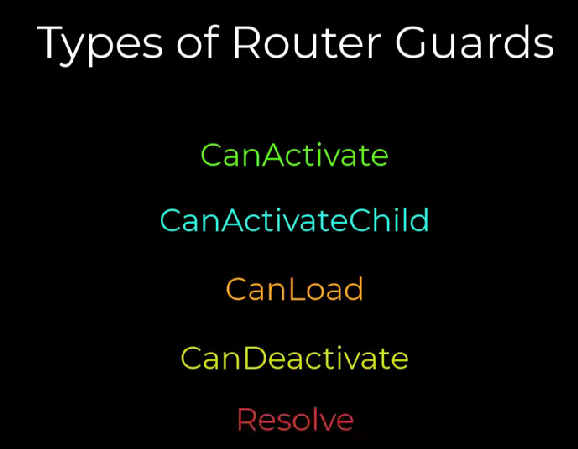 Types of Router Guards
CanActivate
CanActivateChild
CanLoad
CanDeactivate
Resolve